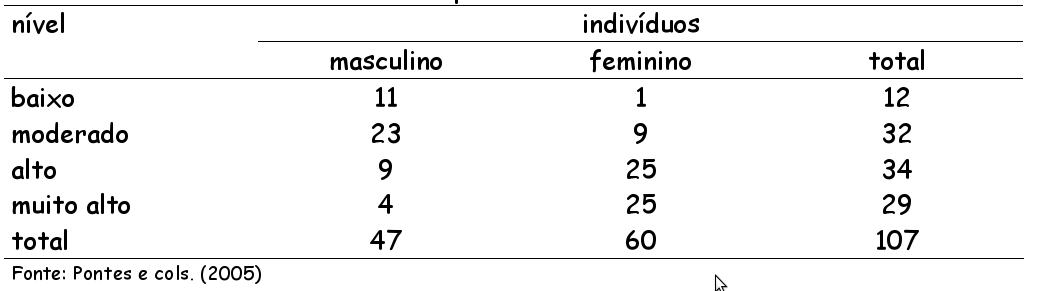 nível indivíduos
masculino feminino total
baixo 11 1 12
moderado 23 9 32
alto 9 25 34
muito alto 4 25 29
total 47 60 107
Fonte: Pontes e cols. (2005)